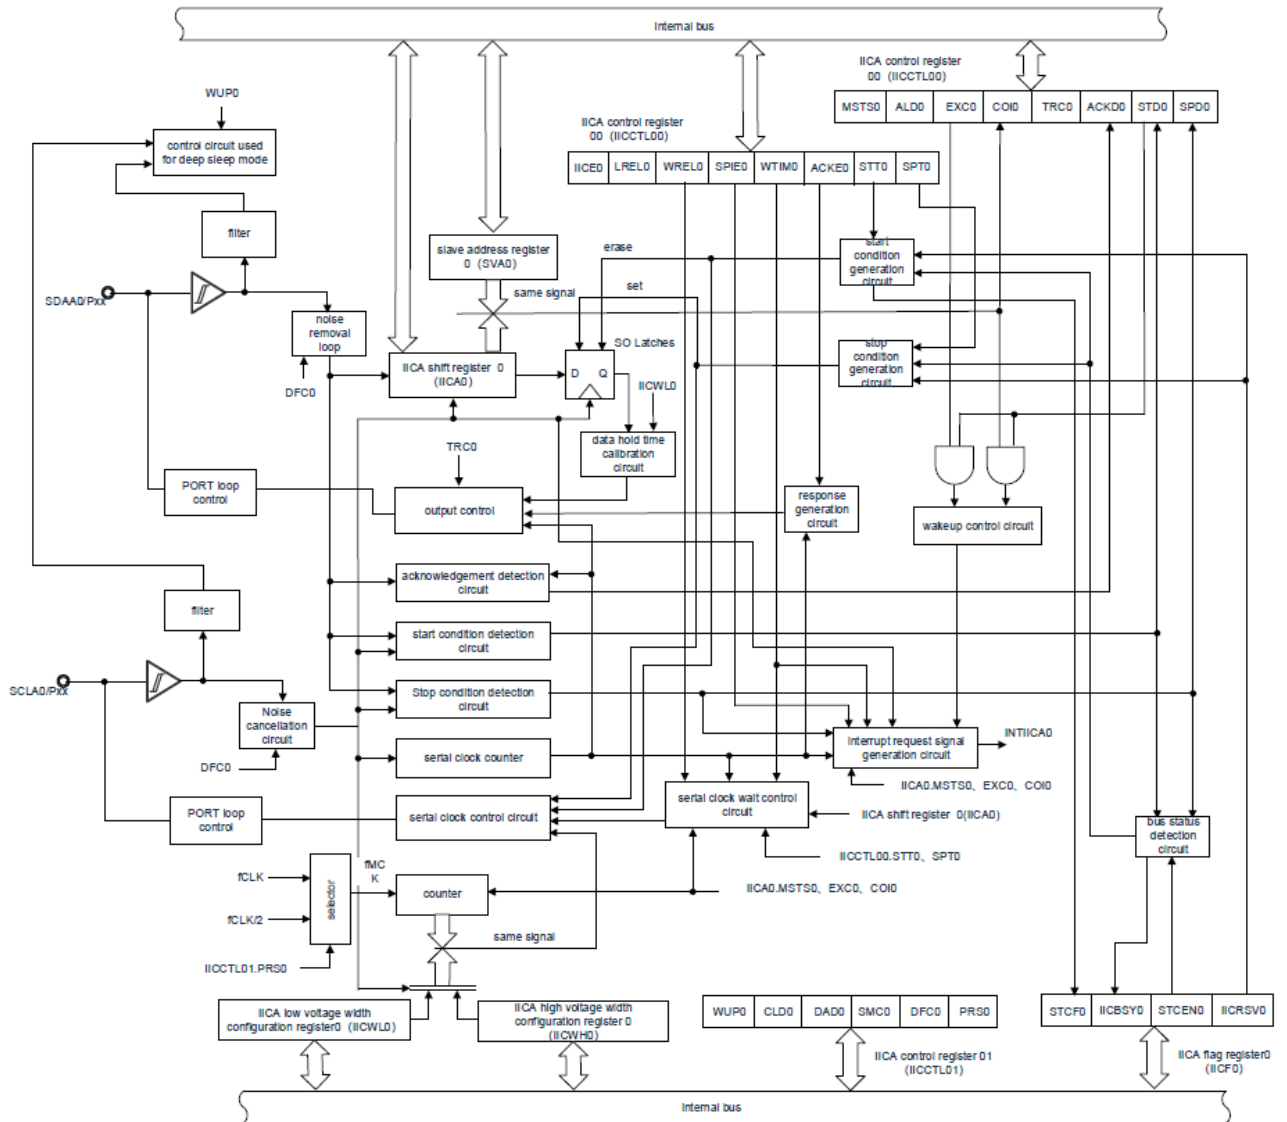 Internal bus
IICA control register
00 (IICCTL00)
MSTS0 ALD0 EXC0 COI0 TRC0 ACKD0 STD0 SPD0
WUP0
IICA control register
00 (IICCTL00)
control circuit used
for deep sleep mode
IICE0 LREL0 WREL0 SPIE0 WTIM0 ACKE0 STT0 SPT0
filter
slave address register
0 (SVA0)
erase
start
condition
generation
circuit
SDAA0/Pxx
set
same signal
noise
removal
loop
SO Latches
stop
condition
generation
circuit
IICA shift register 0
(IICA0)
D Q
IICWL0
DFC0
data hold time
calibration
circuit
TRC0
PORT loop
control
output control
response
generation
circuit
wakeup control circuit
acknowledgement detection
circuit
filter
start condition detection
circuit
SCLA0/Pxx
Stop condition detection
circuit
Noise
cancellation
circuit
interrupt request signal
generation circuit
INTIICA0
DFC0
serial clock counter
IICA0.MSTS0、EXC0、COI0
serial clock wait control
circuit
PORT loop
control
serial clock control circuit
IICA shift register 0(IICA0)
bus status
detection
circuit
IICCTL00.STT0、SPT0
fMC
K
fCLK
selector
counter
IICA0.MSTS0、EXC0、COI0
fCLK/2
same signal
IICCTL01.PRS0
IICA low voltage width
configuration register0 (IICWL0)
IICA high voltage width
configuration register 0
(IICWH0)
WUP0 CLD0 DAD0 SMC0 DFC0 PRS0
STCF0 IICBSY0 STCEN0 IICRSV0
IICA control register 01
(IICCTL01)
IICA flag register0
(IICF0)
Internal bus